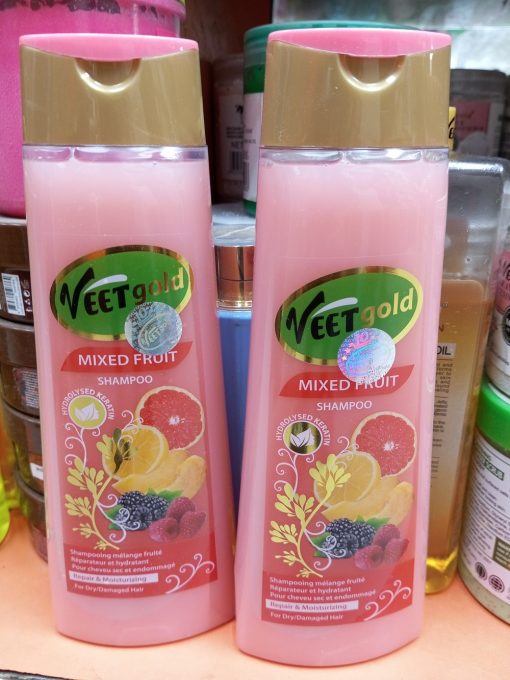 VEETgold
MIXED FRUIT
SHAMPOO
HYDROLYSED KERATIN
Shampooing mélange fruité
Réparateur et hydratant
Pour cheveu sec et endommagé
Repair & Moisturizing
For Dry/Damaged Hair
VEETgold
MIXED FRUIT
SHAMPOO
HYDROLYSED KERATIN
Shampooing mélange fruité
Réparateur et hydratant
Pour cheveu sec et endommagé
Repair & Moisturizing
For Dry/Damaged Hair
OIL